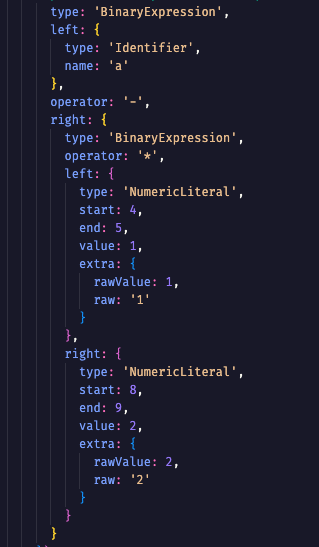 type: 'BinaryExpression',
left: {
type: 'Identifier',
name: 'a'
},
operator: '-',
right: {
type: 'BinaryExpression',
operator: '*',
left: {
type: 'NumericLiteral',
start: 4,
end: 5,
value: 1,
extra: {
rawValue: 1,
raw: '1'
}
},
right: {
type: 'NumericLiteral',
start: 8,
end: 9,
value: 2,
extra: {
rawValue: 2,
raw: '2'
}
}
}